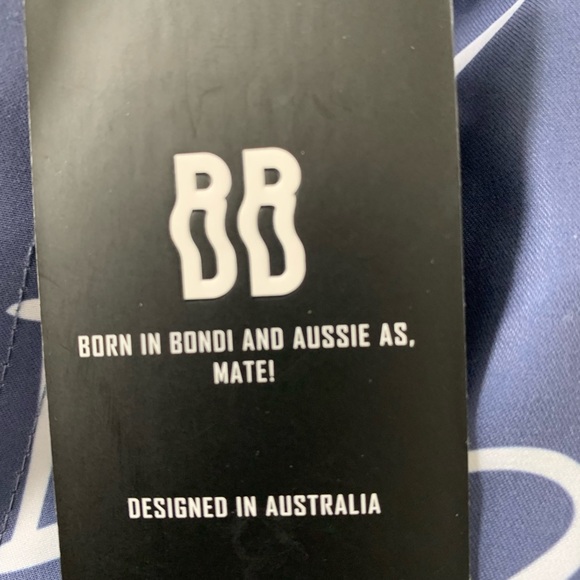 BB
BORN IN BONDI AND AUSSIE AS,
MATE!
DESIGNED IN AUSTRALIA